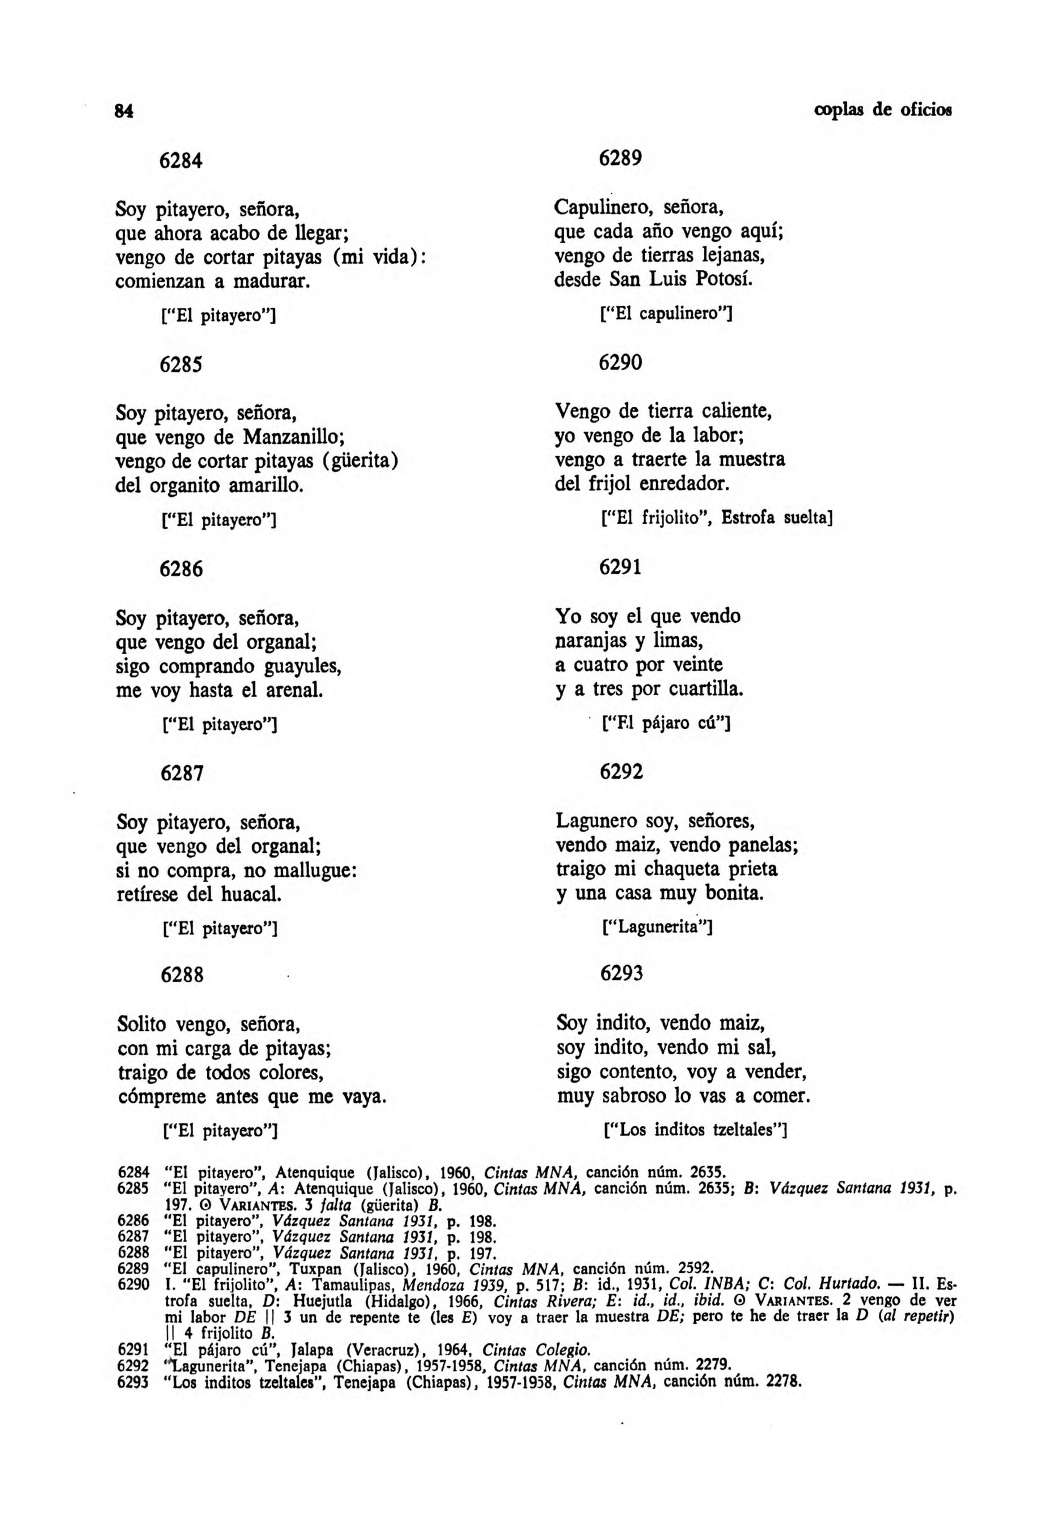 84
coplas de oficios
6284
Soy pitayero, señora,
que ahora acabo de llegar;
vengo de cortar pitayas (mi vida):
comienzan a madurar.
["El pitayero"]
6285
Soy pitayero, señora,
que vengo de Manzanillo;
vengo de cortar pitayas (güerita)
del organito amarillo.
["El pitayero"]
6286
Soy pitayero, señora,
que vengo del organal;
sigo comprando guayules,
me voy hasta el arenal.
["El pitayero"]
6287
Soy pitayero, señora,
que vengo del organal;
si no compra, no mallugue:
retírese del huacal.
["El pitayero"]
6288
Solito vengo, señora,
con mi carga de pitayas;
traigo de todos colores,
cómpreme antes que me vaya.
["El pitayero"]
6289
Capulinero, señora,
que cada año vengo aquí;
vengo de tierras lejanas,
desde San Luis Potosí.
["El capulinero"]
6290
Vengo de tierra caliente,
yo vengo de la labor;
vengo a traerte la muestra
del frijol enredador.
["El frijolito", Estrofa suelta]
6291
Yo soy el que vendo
naranjas y limas,
a cuatro por veinte
y a tres por cuartilla.
["El pájaro cú"]
6292
Lagunero soy, señores,
vendo maiz, vendo panelas;
traigo mi chaqueta prieta
y una casa muy bonita.
["Lagunerita"]
6293
Soy indito, vendo maiz,
soy indito, vendo mi sal,
sigo contento, voy a vender,
muy sabroso lo vas a comer.
["Los inditos tzeltales"]
6284 "El pitayero", Atenquique (Jalisco), 1960, Cintas MNA, canción núm. 2635.
6285 "El pitayero", A: Atenquique (Jalisco), 1960, Cintas MNA, canción núm. 2635; B: Vázquez Santana 1931, p.
197. ʘ VARIANTES. 3 falta (güerita) B.
6286 "El pitayero", Vázquez Santana 1931, p. 198.
6287 "El pitayero", Vázquez Santana 1931, p. 198.
6288 "El pitayero", Vázquez Santana 1931, p. 197.
6289 "El capulinero", Tuxpan (Jalisco), 1960, Cintas MNA, canción núm. 2592.
6290 I. "El frijolito", A: Tamaulipas, Mendoza 1939, p. 517; B: id., 1931, Col. INBA; C: Col. Hurtado. — II. Es-
trofa suelta, D: Huejutla (Hidalgo), 1966, Cintas Rivera; E: id., id., ibid. ʘ VARIANTES. 2 vengo de ver
mi labor DE || 3 un de repente te (les E) voy a traer la muestra DE; pero te he de traer la D (al repetir)
|| 4 frijolito B.
6291 "El pájaro cú", Jalapa (Veracruz), 1964, Cintas Colegio.
6292 "Lagunerita", Tenejapa (Chiapas), 1957-1958, Cintas MNA, canción núm. 2279.
6293 "Los inditos tzeltales", Tenejapa (Chiapas), 1957-1958, Cintas MNA, canción núm. 2278.